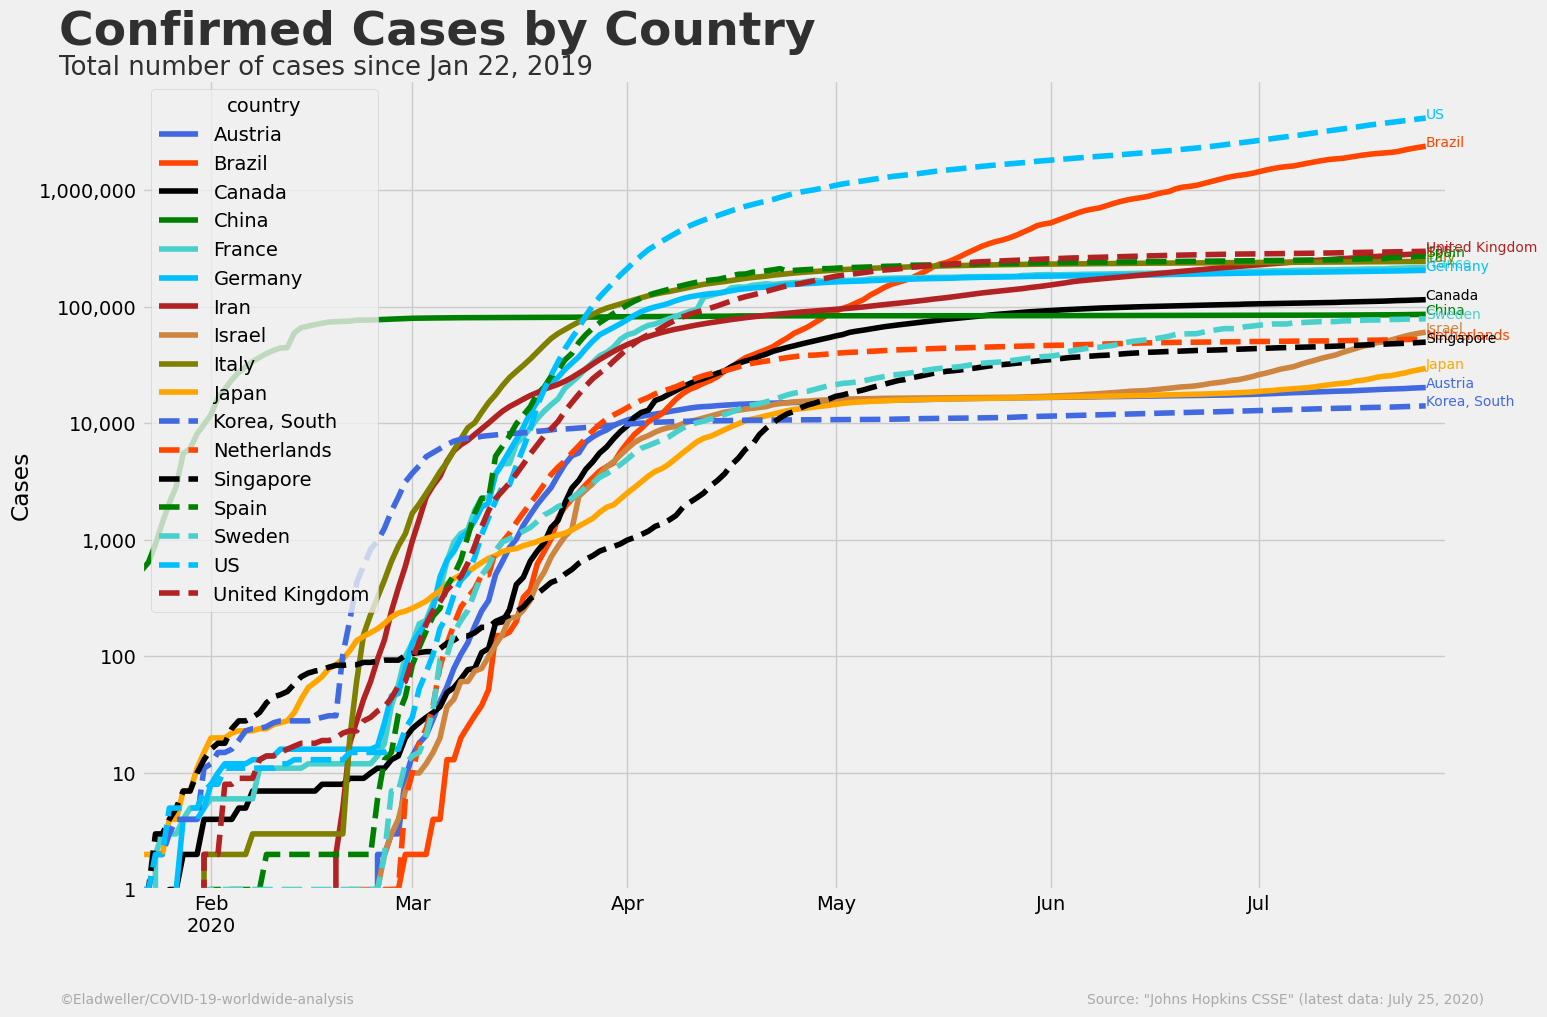 Confirmed Cases by Country
Total number of cases since Jan 22, 2019
country
Austria
Brazil
Canada
China
France
Germany
Iran
Israel
Italy
Japan
Korea, South
Netherlands
Singapore
Spain
Sweden
US
United Kingdom
Cases
1,000,000
100,000
10,000
1,000
100
10
1
Feb
2020
Mar
Apr
May
Jun
Jul
US
Brazil
United Kingdom
Spain
Italy
Germany
Canada
China
Sweden
Israel
Netherlands
Singapore
Japan
Austria
Korea, South
©Eladweller/COVID-19-worldwide-analysis
Source: "Johns Hopkins CSSE" (latest data: July 25, 2020)